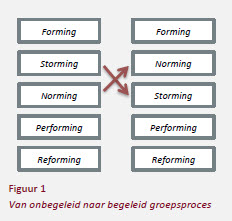 Forming Forming
Storming Norming
Norming Storming
Performing Performing
Reforming Reforming
Figuur 1
Van onbegeleid naar begeleid groepsproces